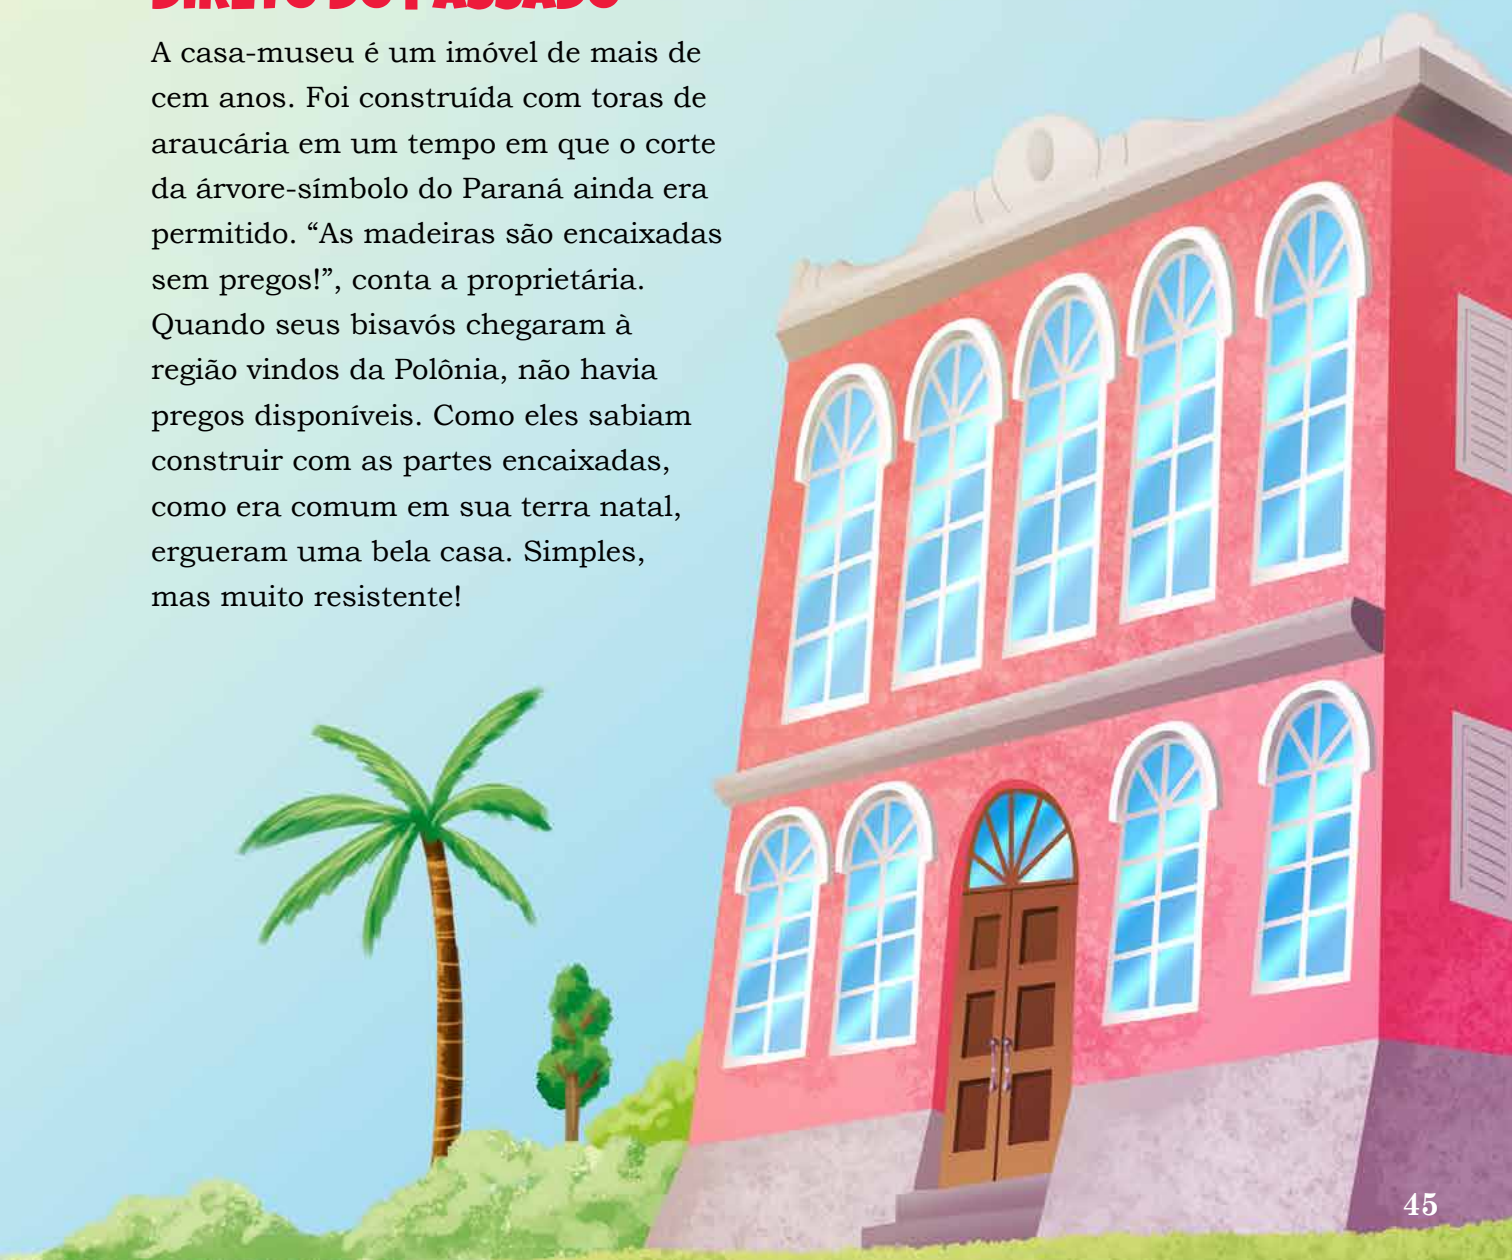 DIRETO DO PASSADO
A casa-museu é um imóvel de mais de
cem anos. Foi construída com toras de
araucária em um tempo em que o corte
da árvore-símbolo do Paraná ainda era
permitido. “As madeiras são encaixadas
sem pregos!”, conta a proprietária.
Quando seus bisavós chegaram à
região vindos da Polônia, não havia
pregos disponíveis. Como eles sabiam
construir com as partes encaixadas,
como era comum em sua terra natal,
ergueram uma bela casa. Simples,
mas muito resistente!
45